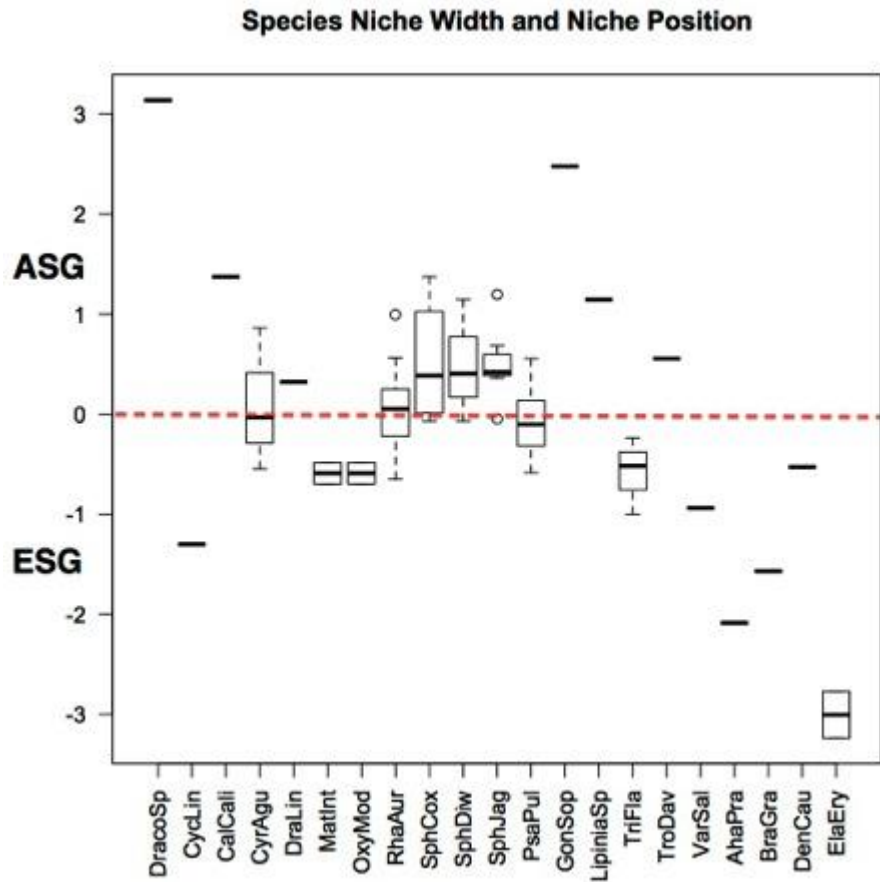 Species Niche Width and Niche Position
3
2
ASG
1
0
-1
ESG
-2
-3
DracoSp
CycLin
CalCali
CyrAgu
DraLin
MatInt
OxyMod
RhaAur
SphCox
SphDiw
SphJag
PsaPul
GonSop
LipiniaSp
TriFla
TroDav
VarSal
AhaPra
BraGra
DenCau
ElaEry